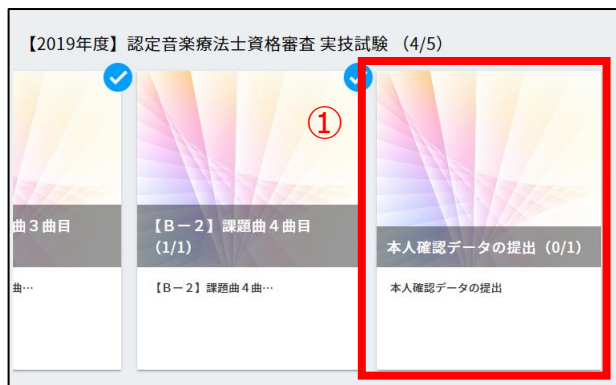 【2019年度】認定音楽療法士資格審査 実技試験 （4/5）
①
曲３曲目
【Ｂ－２】課題曲４曲目
(1/1)
本人確認データの提出（0/1）
曲…
【Ｂ－２】課題曲４曲…
本人確認データの提出